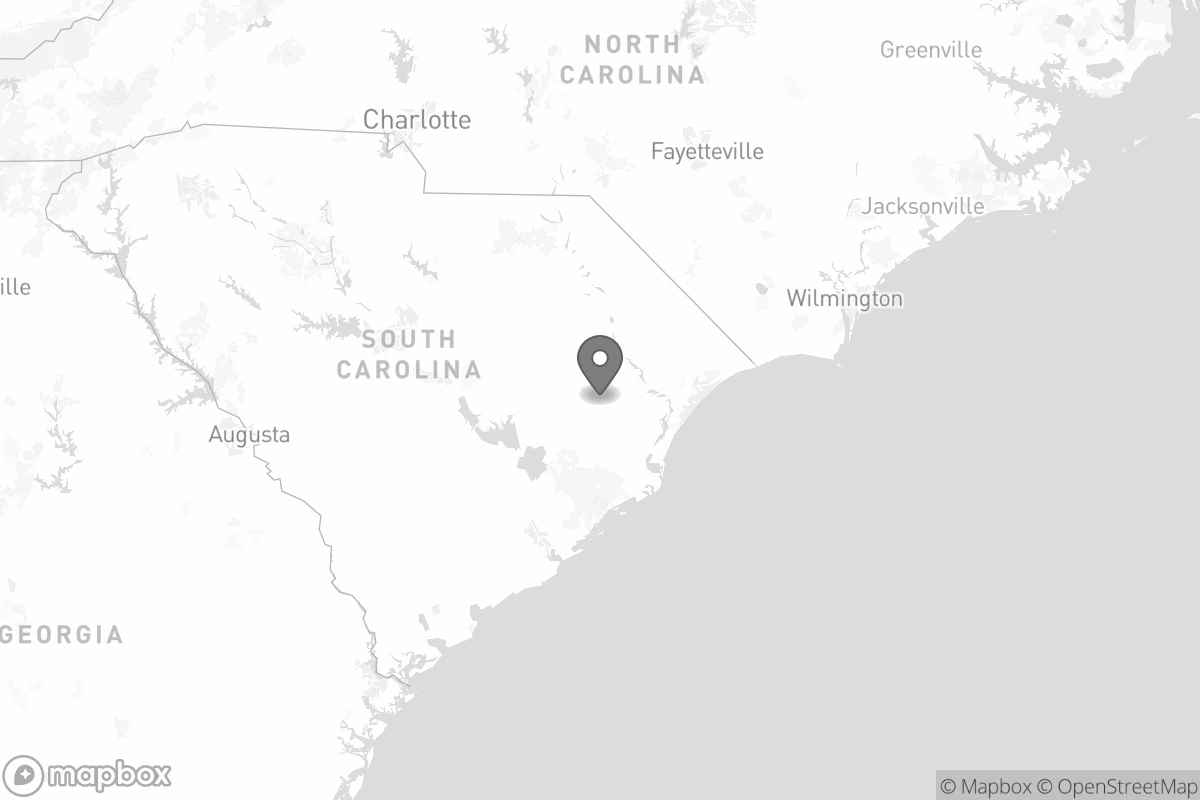 NORTH
CAROLINA
Greenville
Charlotte
Fayetteville
Jacksonville
ille
Wilmington
SOUTH
CAROLINA
Augusta
GEORGIA
mapbox
© Mapbox © OpenStreetMap